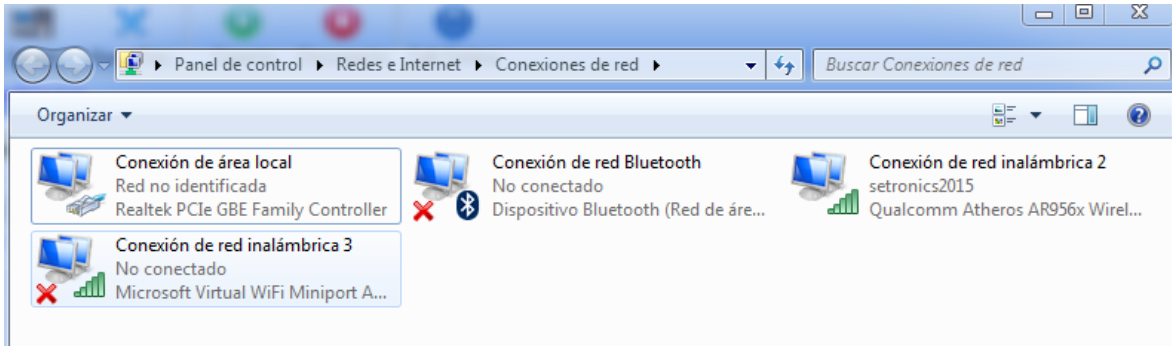 Panel de control ▸ Redes e Internet ▸ Conexiones de red ▸
Buscar Conexiones de red
Organizar
Conexión de área local
Red no identificada
Realtek PCIe GBE Family Controller
Conexión de red Bluetooth
No conectado
Dispositivo Bluetooth (Red de áre...
Conexión de red inalámbrica 2
setronics2015
Qualcomm Atheros AR956x Wirel...
Conexión de red inalámbrica 3
No conectado
Microsoft Virtual WiFi Miniport A...